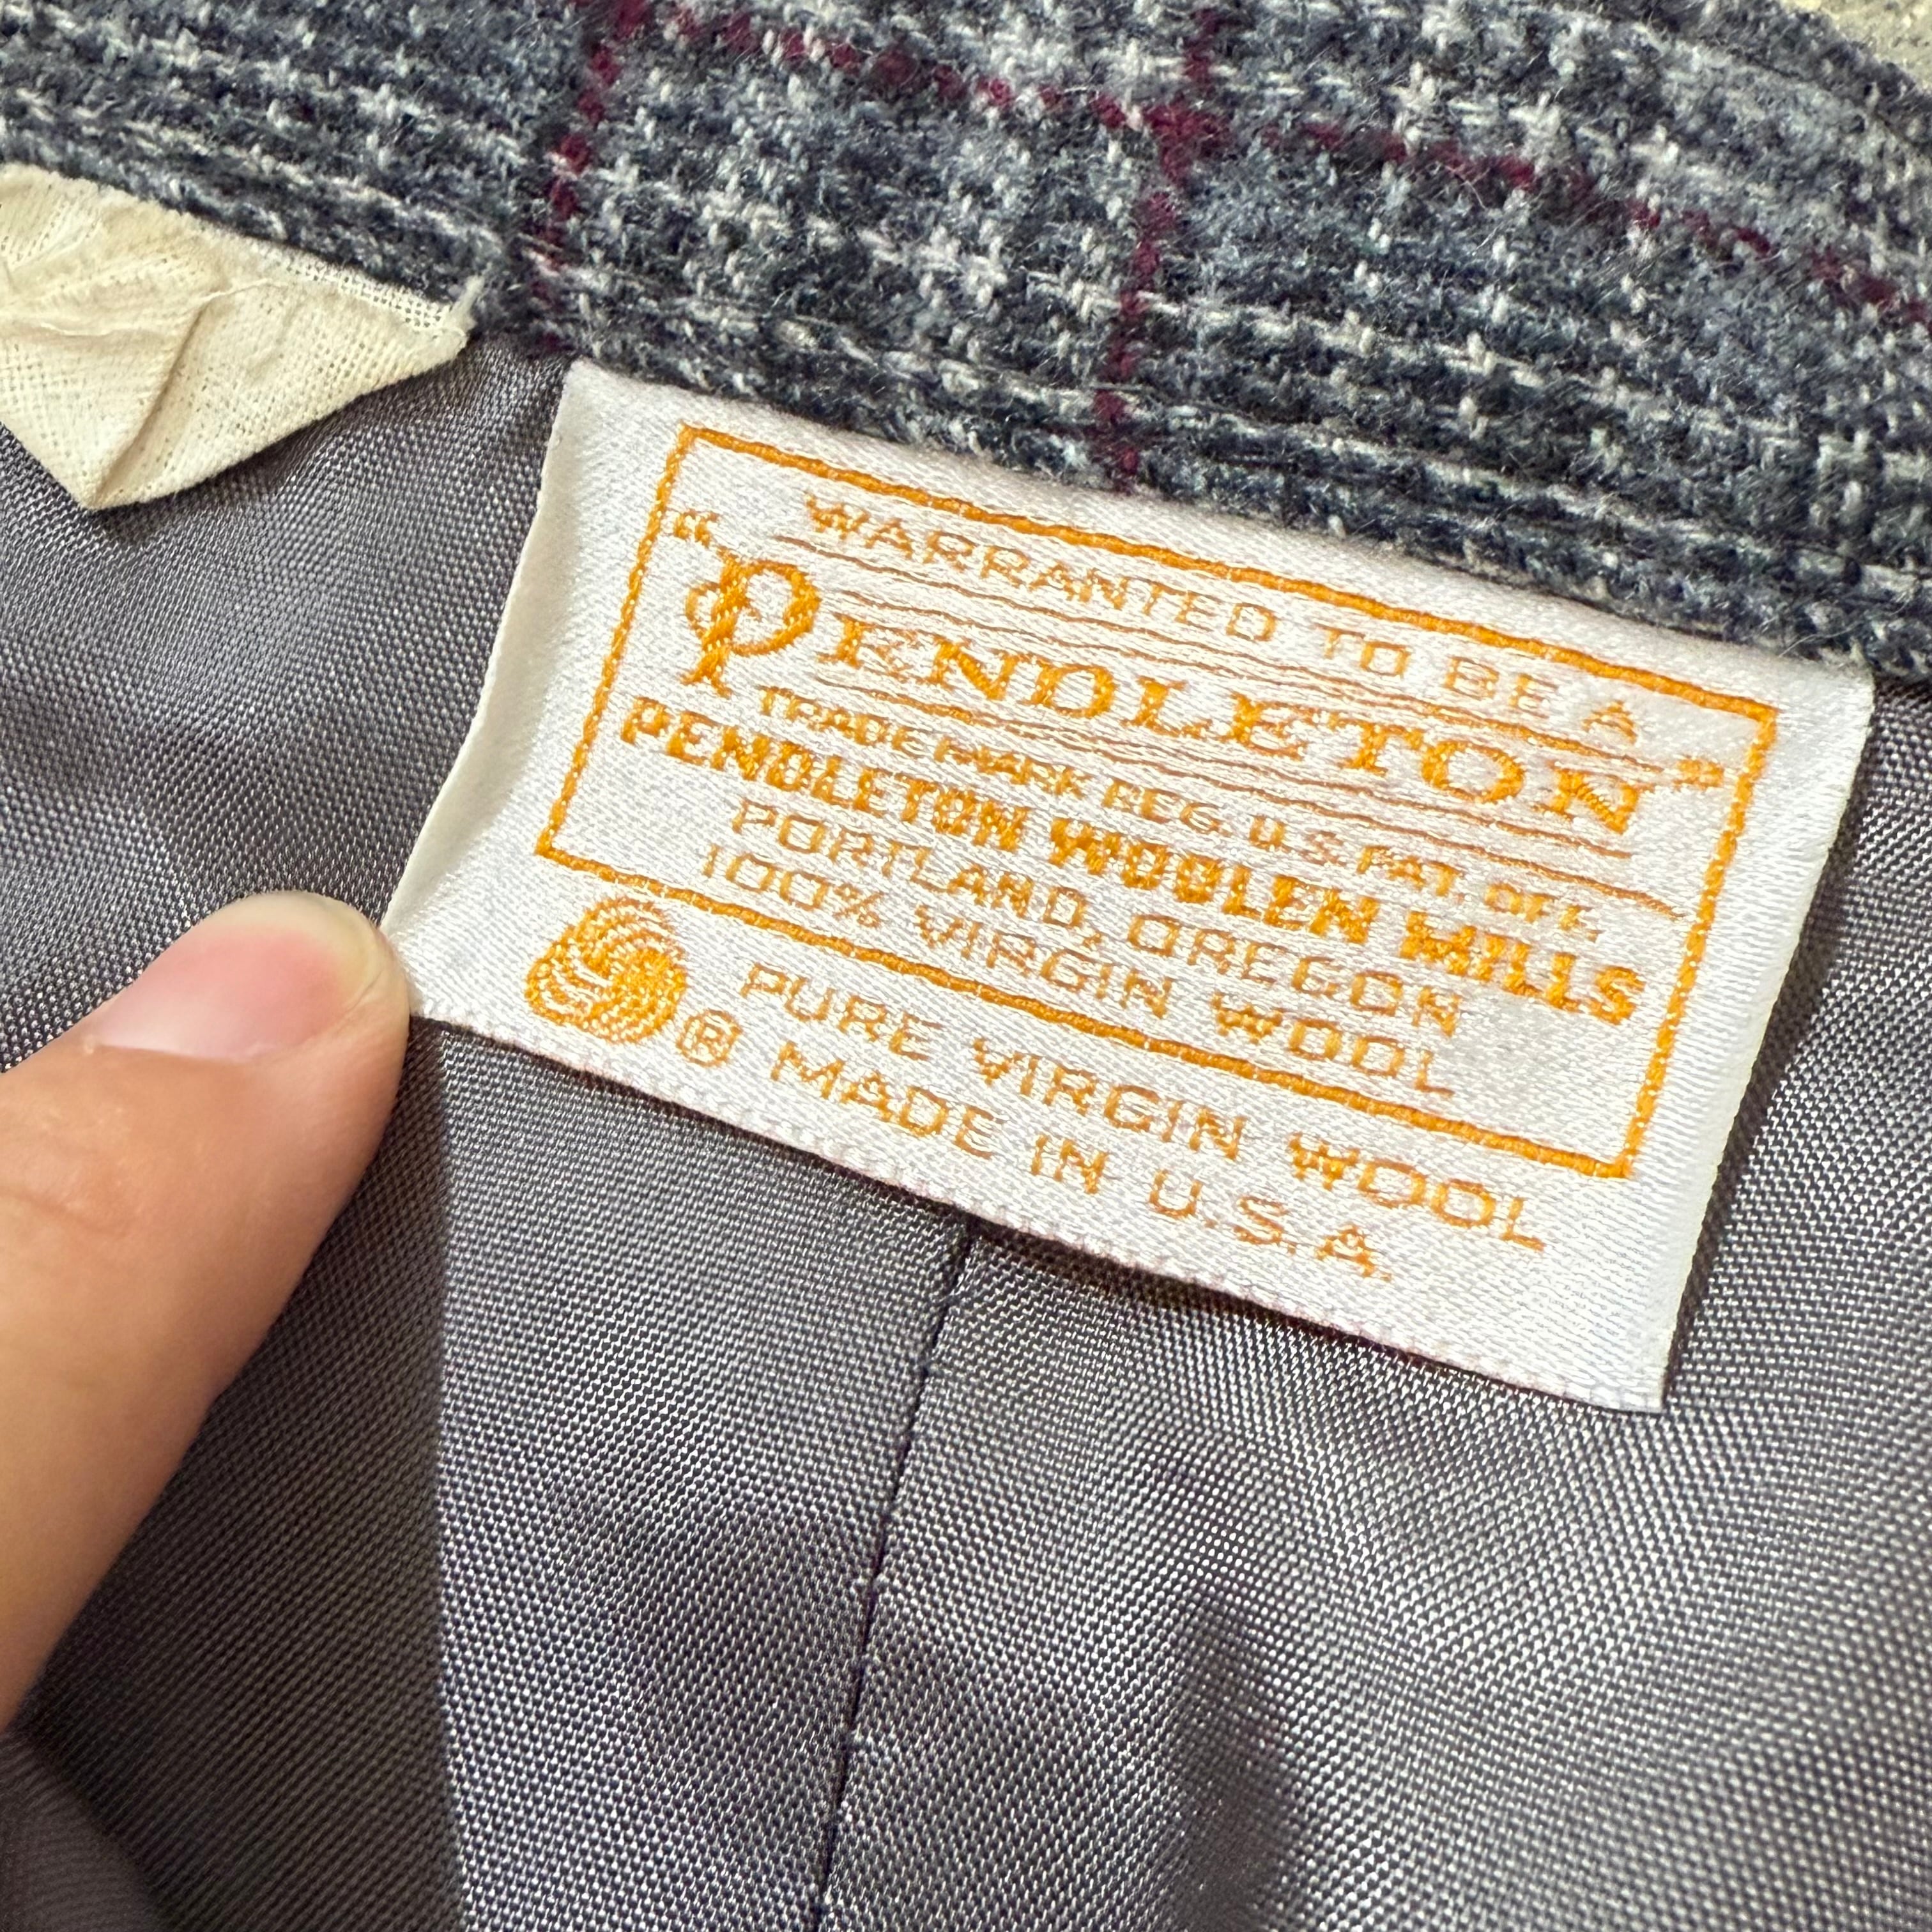 WARRANTED TO BE A
"PENDLETON"
TRADE MARK REG. U.S. PAT. OFF.
PENDLETON WOOLEN MILLS
PORTLAND, OREGON
100% VIRGIN WOOL
PURE VIRGIN WOOL
® MADE IN U.S.A.